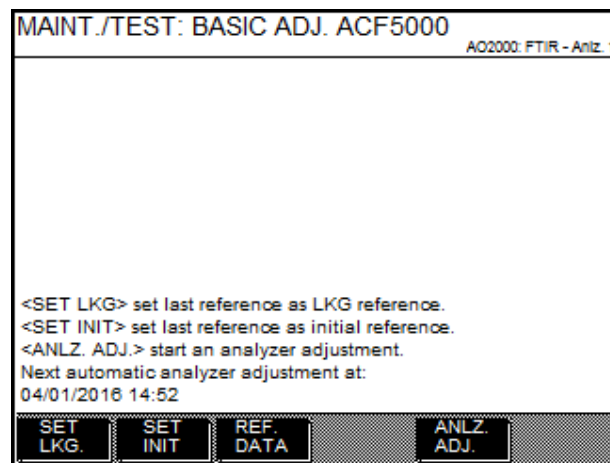 MAINT./TEST: BASIC ADJ. ACF5000
AO2000: FTIR - Anlz.
<SET LKG> set last reference as LKG reference.
<SET INIT> set last reference as initial reference.
<ANLZ. ADJ.> start an analyzer adjustment.
Next automatic analyzer adjustment at:
04/01/2016 14:52
SET LKG.
SET INIT
REF. DATA
ANLZ. ADJ.